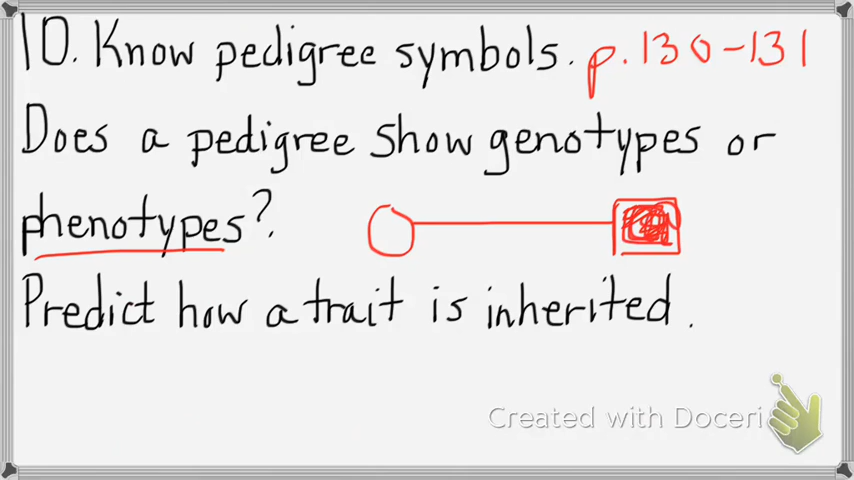 10. Know pedigree symbols. p. 130-131
Does a pedigree show genotypes or
phenotypes?
Predict how a trait is inherited.
Created with Doceri